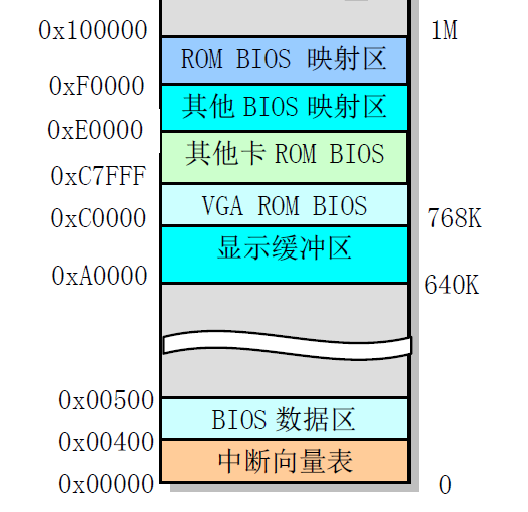 0x100000 1M
ROM BIOS 映射区
0xF0000
其他 BIOS 映射区
0xE0000
其他卡 ROM BIOS
0xC7FFF
VGA ROM BIOS
0xC0000 768K
显示缓冲区
0xA0000 640K
0x00500
BIOS 数据区
0x00400
中断向量表
0x00000 0